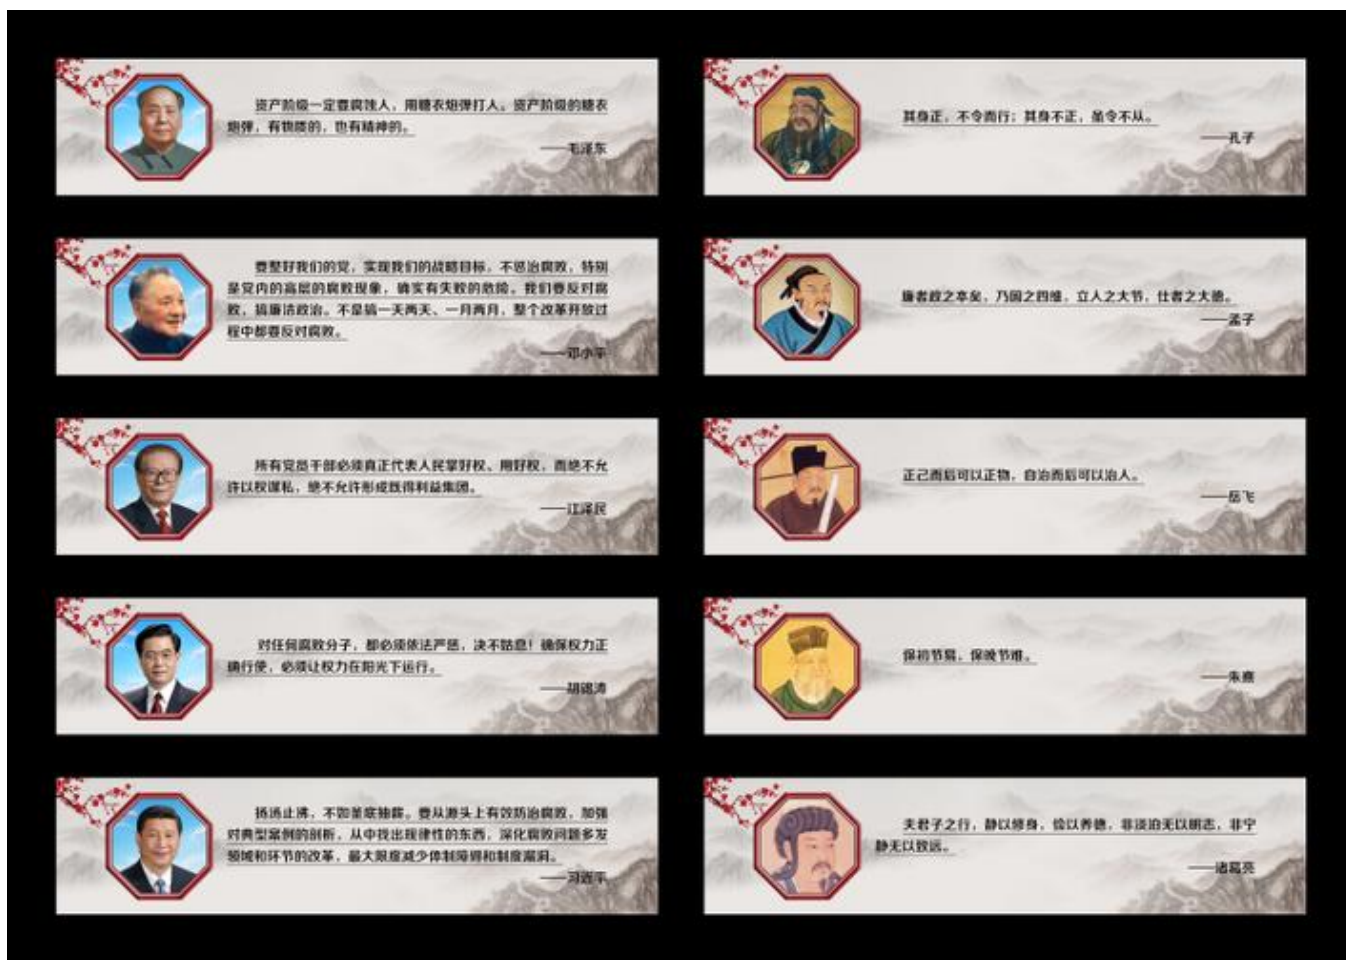 资产阶级一定要腐蚀人，用糖衣炮弹打人。资产阶级的糖衣
炮弹，有物质的，也有精神的。
——毛泽东
要整好我们的党，实现我们的战略目标，不惩治腐败，特别
是党内的高层的腐败现象，确实有失败的危险。我们要反对腐
败，搞廉洁政治。不是搞一天两天、一月两月，整个改革开放过
程中都要反对腐败。
——邓小平
所有党员干部必须真正代表人民掌好权、用好权，而绝不允
许以权谋私，绝不允许形成既得利益集团。
——江泽民
对任何腐败分子，都必须依法严惩，决不姑息！确保权力正
确行使，必须让权力在阳光下运行。
——胡锦涛
扬汤止沸，不如釜底抽薪。要从源头上有效防治腐败，加强
对典型案例的剖析，从中找出规律性的东西，深化腐败问题多发
领域和环节的改革，最大限度减少体制障碍和制度漏洞。
——习近平
其身正，不令而行；其身不正，虽令不从。
——孔子
廉者政之本矣，乃国之四维，立人之大节，仕者之大德。
——孟子
正己而后可以正物，自治而后可以治人。
——岳飞
保初节易，保晚节难。
——朱熹
夫君子之行，静以修身，俭以养德，非淡泊无以明志，非宁
静无以致远。
——诸葛亮